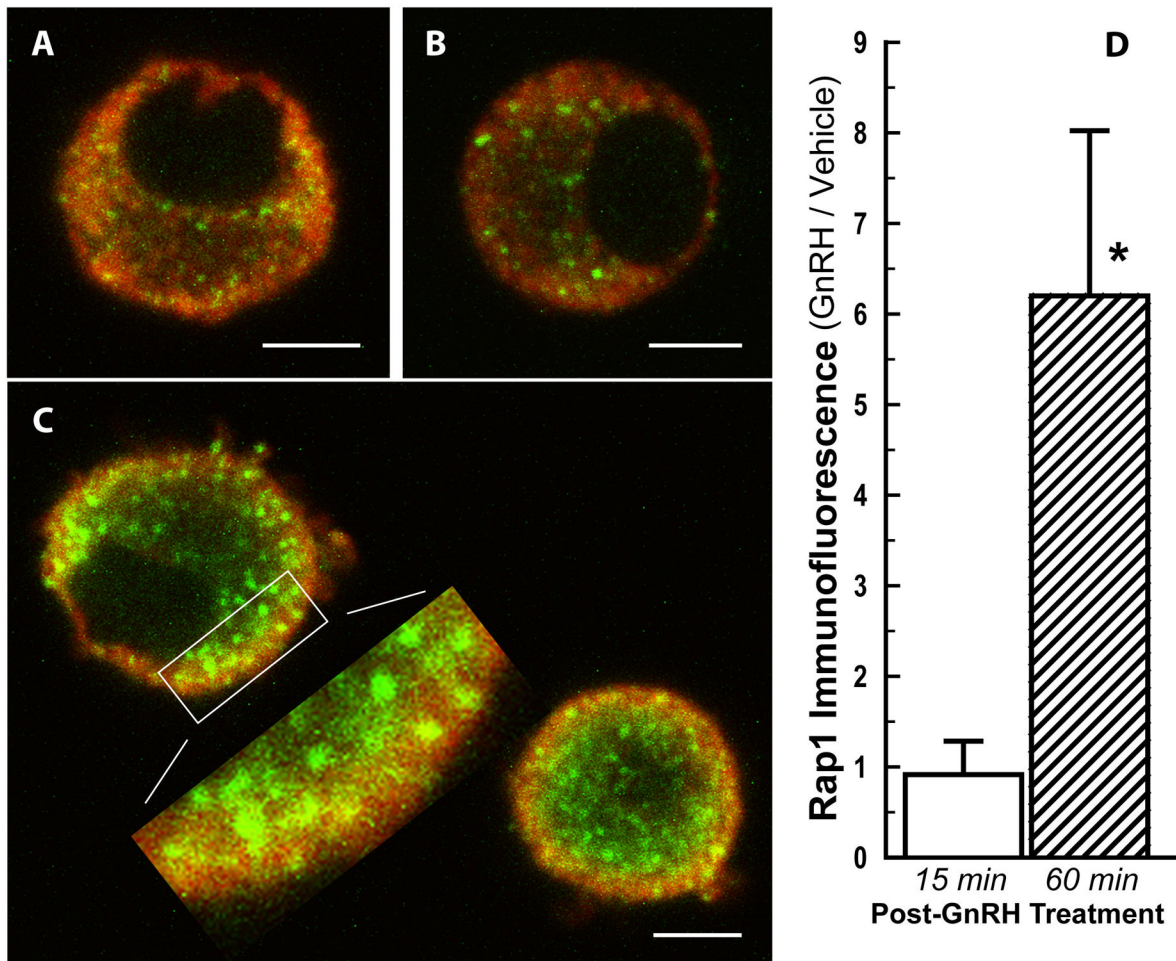 A
B
C
D
Rap1 Immunofluorescence (GnRH / Vehicle)
9
8
7
6
5
4
3
2
1
0
*
15 min 60 min
Post-GnRH Treatment